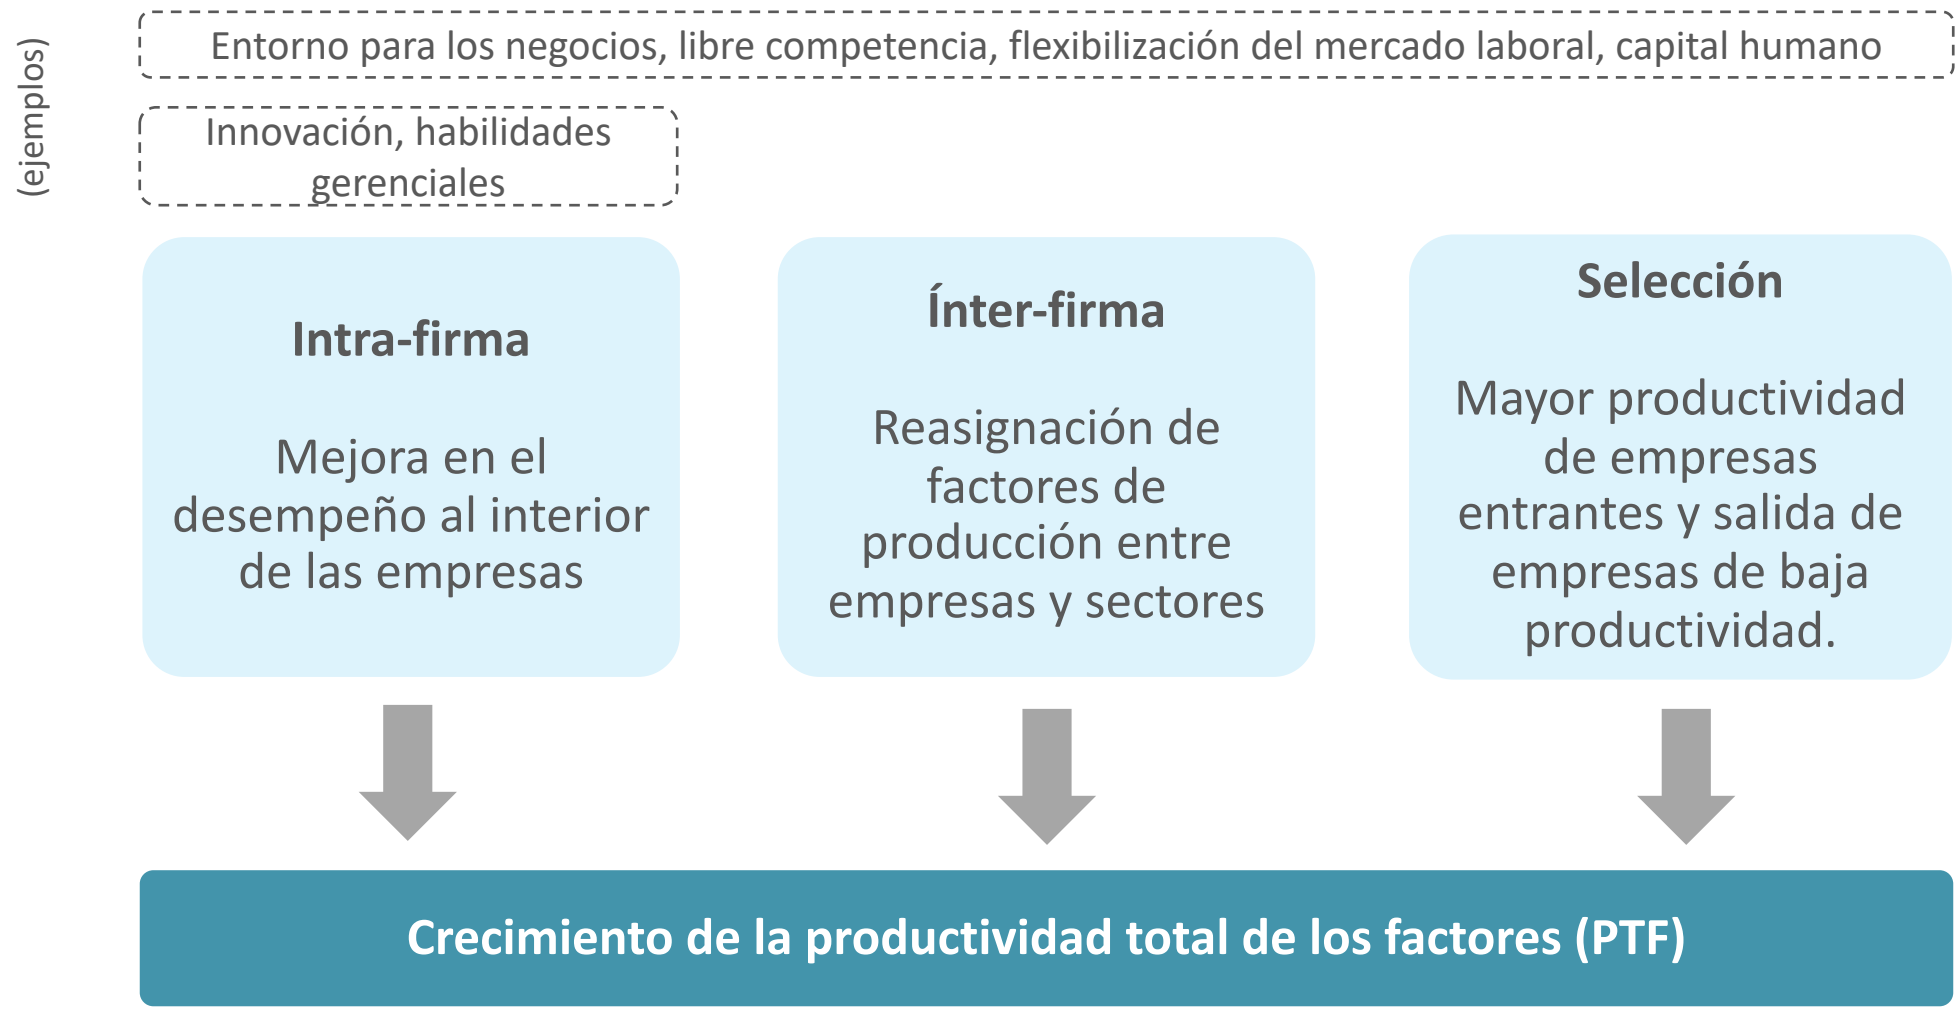 (ejemplos)
Entorno para los negocios, libre competencia, flexibilización del mercado laboral, capital humano
Innovación, habilidades
gerenciales
Intra-firma
Mejora en el
desempeño al interior
de las empresas
Ínter-firma
Reasignación de
factores de
producción entre
empresas y sectores
Selección
Mayor productividad
de empresas
entrantes y salida de
empresas de baja
productividad.
Crecimiento de la productividad total de los factores (PTF)